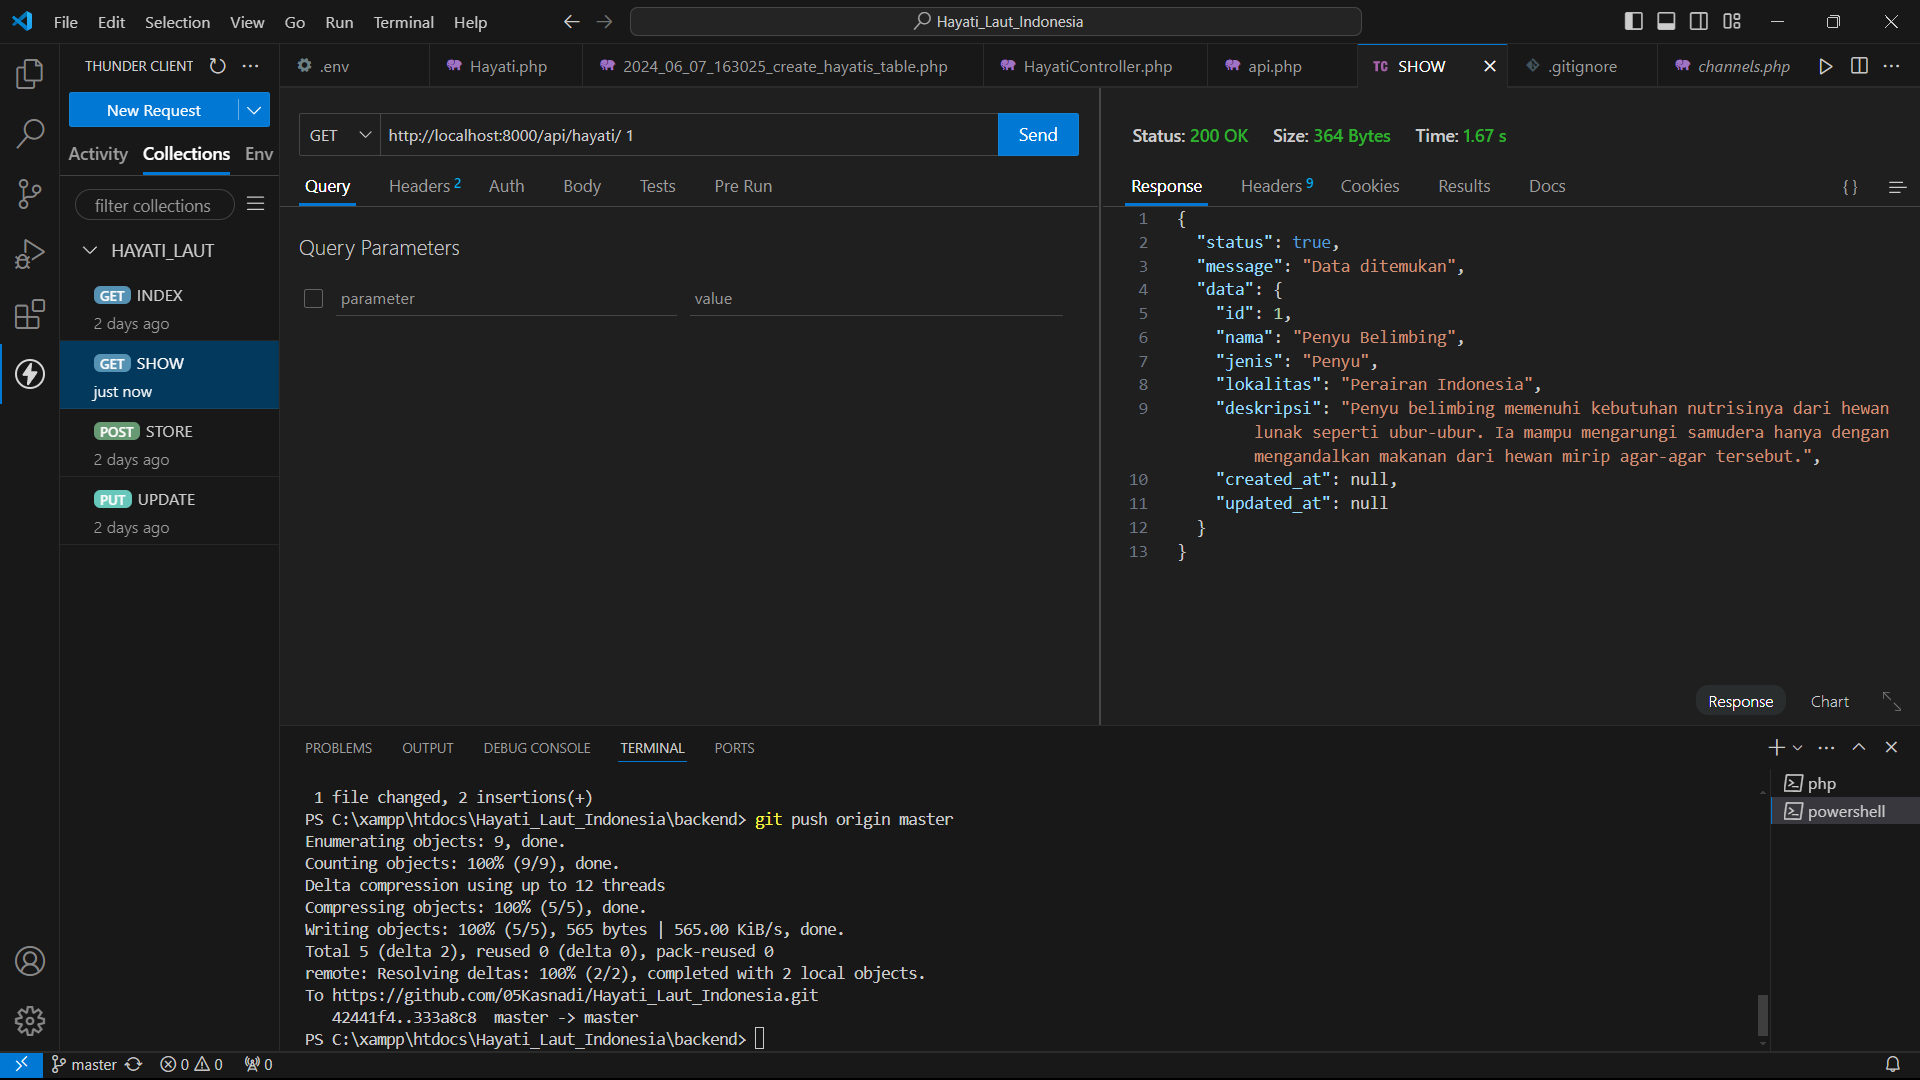 File Edit Selection View Go Run Terminal Help
Hayati_Laut_Indonesia
THUNDER CLIENT
.env
Hayati.php
2024_06_07_163025_create_hayatis_table.php
HayatiController.php
api.php
TC SHOW
.gitignore
channels.php
New Request
Activity Collections Env
filter collections
HAYATI_LAUT
GET INDEX
2 days ago
GET SHOW
just now
POST STORE
2 days ago
PUT UPDATE
2 days ago
GET http://localhost:8000/api/hayati/ 1 Send
Query Headers 2 Auth Body Tests Pre Run
Query Parameters
parameter value
Status: 200 OK Size: 364 Bytes Time: 1.67 s
Response Headers 9 Cookies Results Docs {}
1 {
2 "status": true,
3 "message": "Data ditemukan",
4 "data": {
5 "id": 1,
6 "nama": "Penyu Belimbing",
7 "jenis": "Penyu",
8 "lokalitas": "Perairan Indonesia",
9 "deskripsi": "Penyu belimbing memenuhi kebutuhan nutrisinya dari hewan
lunak seperti ubur-ubur. Ia mampu mengarungi samudera hanya dengan
mengandalkan makanan dari hewan mirip agar-agar tersebut.",
10 "created_at": null,
11 "updated_at": null
12 }
13 }
Response Chart
PROBLEMS OUTPUT DEBUG CONSOLE TERMINAL PORTS
1 file changed, 2 insertions(+)
PS C:\xampp\htdocs\Hayati_Laut_Indonesia\backend> git push origin master
Enumerating objects: 9, done.
Counting objects: 100% (9/9), done.
Delta compression using up to 12 threads
Compressing objects: 100% (5/5), done.
Writing objects: 100% (5/5), 565 bytes | 565.00 KiB/s, done.
Total 5 (delta 2), reused 0 (delta 0), pack-reused 0
remote: Resolving deltas: 100% (2/2), completed with 2 local objects.
To https://github.com/05Kasnadi/Hayati_Laut_Indonesia.git
42441f4..333a8c8 master -> master
PS C:\xampp\htdocs\Hayati_Laut_Indonesia\backend>
php
powershell
master 0 0 0